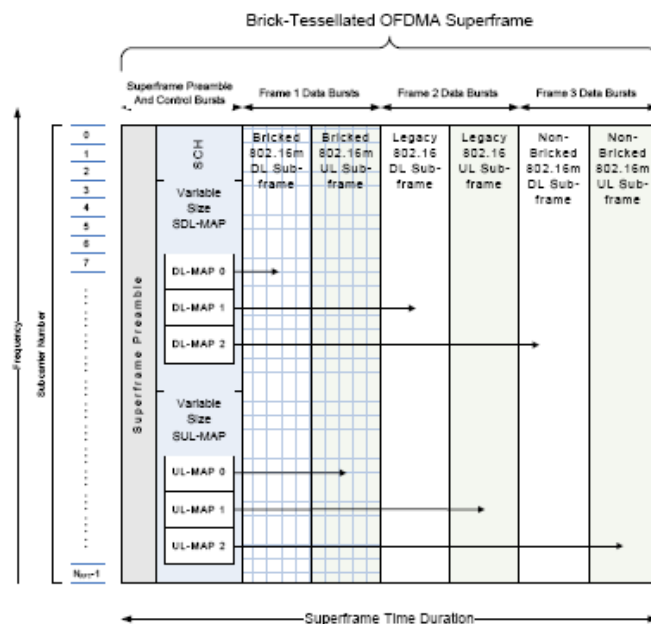 Brick-Tessellated OFDMA Superframe
Superframe Preamble
And Control Bursts
Frame 1 Data Bursts
Frame 2 Data Bursts
Frame 3 Data Bursts
Frequency
Subcarrier Number
0
1
2
3
4
5
6
7
Superframe Preamble
SCH
Variable
Size
SDL-MAP
DL-MAP 0
DL-MAP 1
DL-MAP 2
Variable
Size
SUL-MAP
UL-MAP 0
UL-MAP 1
UL-MAP 2
Bricked
802.16m
DL Sub-
frame
Bricked
802.16m
UL Sub-
frame
Legacy
802.16
DL Sub-
frame
Legacy
802.16
UL Sub-
frame
Non-
Bricked
802.16m
DL Sub-
frame
Non-
Bricked
802.16m
UL Sub-
frame
Superframe Time Duration